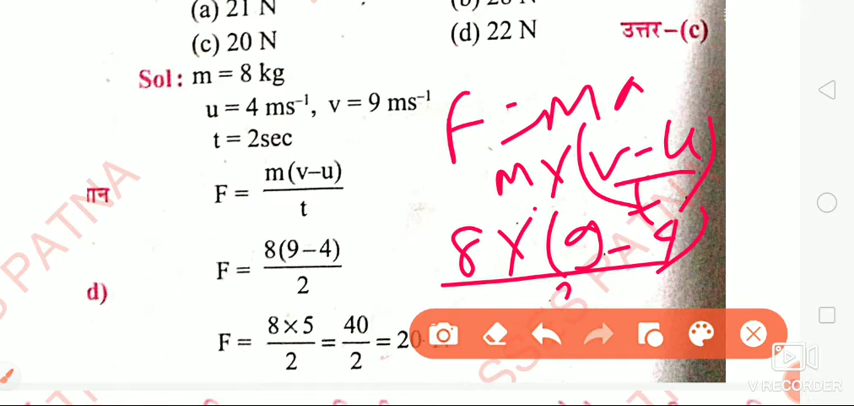 (a) 21 N
(c) 20 N
(d) 22 N
उत्तर–(c)
Sol: m = 8 kg
u = 4 ms⁻¹, v = 9 ms⁻¹
t = 2sec
F = m(v–u)/t
F = 8(9–4)/2
F = 8×5/2 = 40/2 = 20
d)
F = ma
m×(v–u/t)
8×(9–4)/2
SSES PATNA
V RECORDER